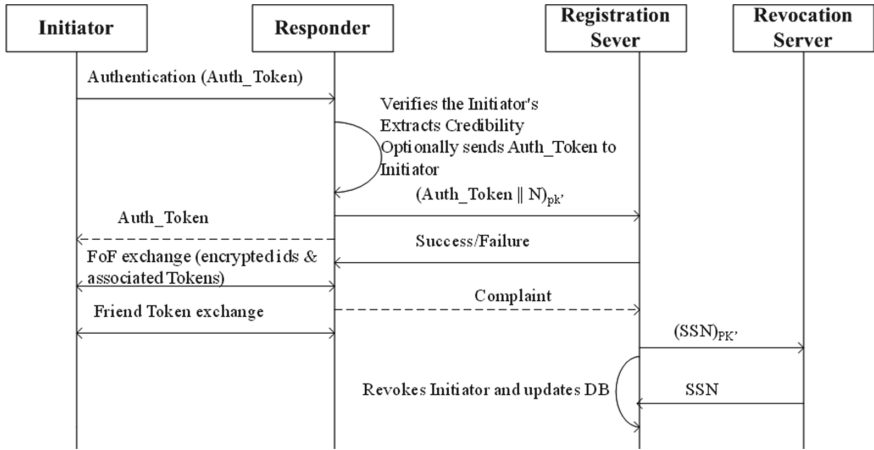 Initiator
Responder
Registration
Sever
Revocation
Server
Authentication (Auth_Token)
Verifies the Initiator's
Extracts Credibility
Optionally sends Auth_Token to
Initiator
(Auth_Token || N)pk’
Auth_Token
Success/Failure
FoF exchange (encrypted ids &
associated Tokens)
Complaint
Friend Token exchange
(SSN)PK’
Revokes Initiator and updates DB
SSN